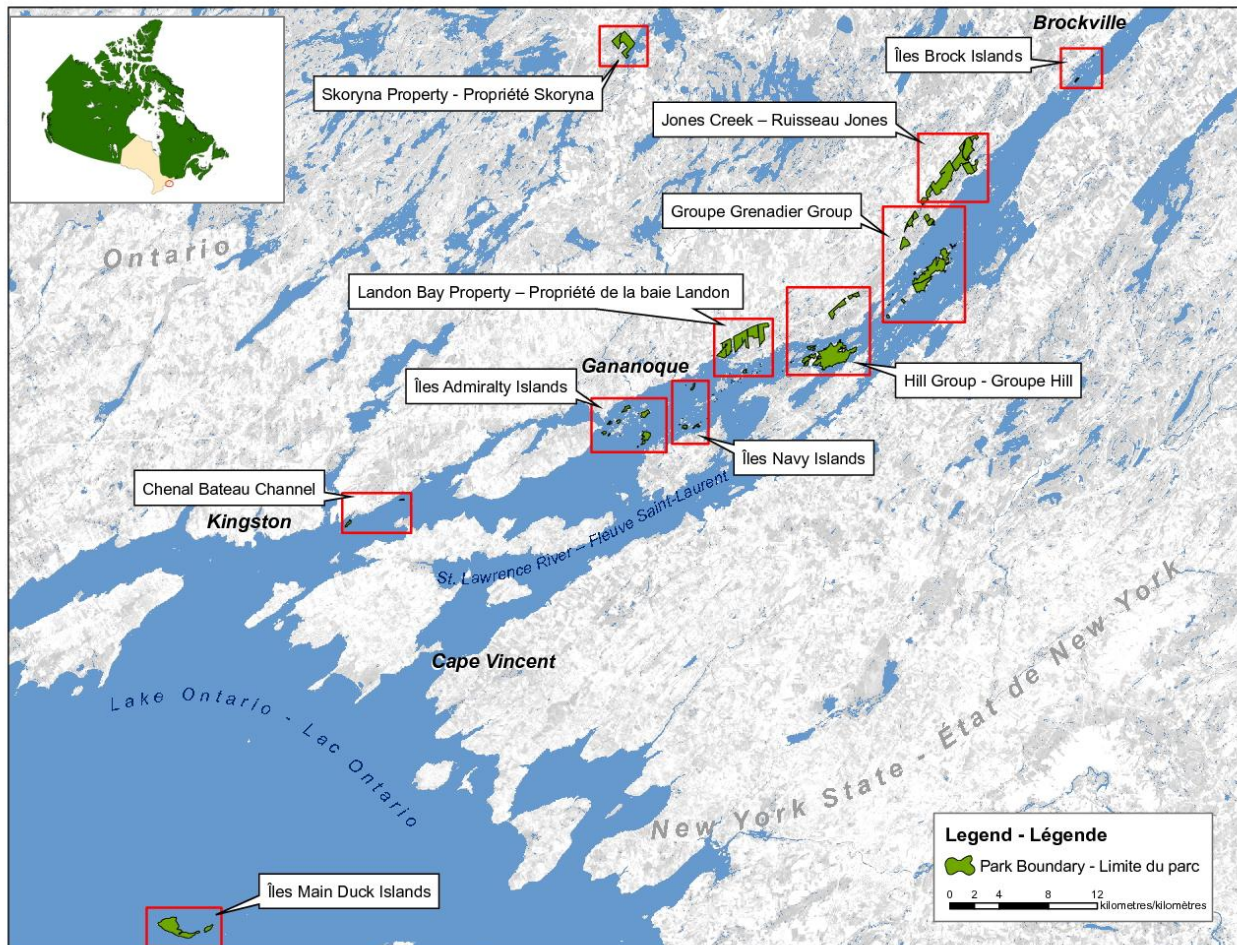 Brockville
Îles Brock Islands
Skoryna Property - Propriété Skoryna
Jones Creek – Ruisseau Jones
Groupe Grenadier Group
Ontario
Landon Bay Property – Propriété de la baie Landon
Gananoque
Îles Admiralty Islands
Hill Group - Groupe Hill
Îles Navy Islands
Chenal Bateau Channel
Kingston
St. Lawrence River – Fleuve Saint-Laurent
Cape Vincent
Lake Ontario - Lac Ontario
New York State - État de New York
Legend - Légende
Park Boundary - Limite du parc
0 2 4 8 12
kilometres/kilomètres
Îles Main Duck Islands